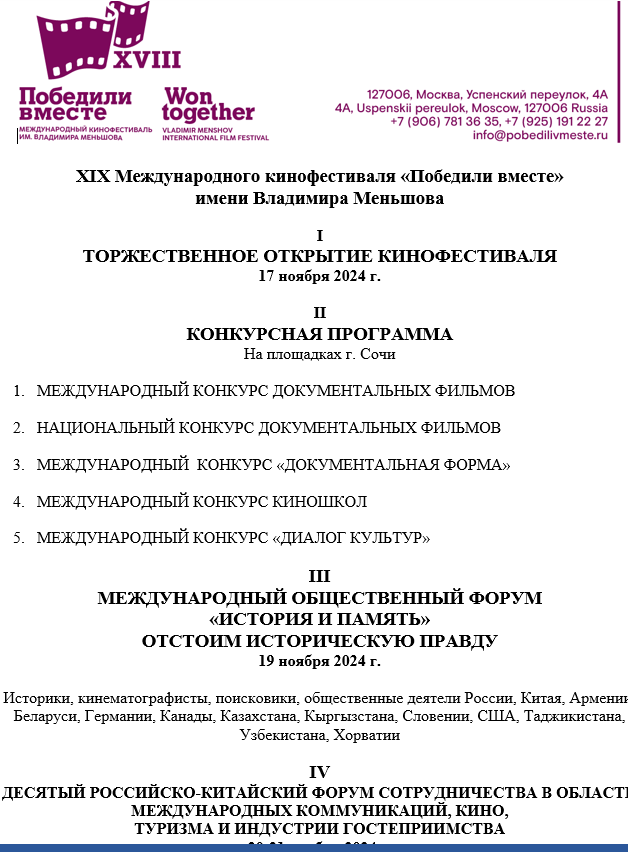 XVIII
Победили вместе
МЕЖДУНАРОДНЫЙ КИНОФЕСТИВАЛЬ
ИМ. ВЛАДИМИРА МЕНЬШОВА
Won together
VLADIMIR MENSHOV
INTERNATIONAL FILM FESTIVAL
127006, Москва, Успенский переулок, 4А
4A, Uspenskii pereulok, Moscow, 127006 Russia
+7 (906) 781 36 35, +7 (925) 191 22 27
info@pobedilivmeste.ru
XIX Международного кинофестиваля «Победили вместе»
имени Владимира Меньшова
I
ТОРЖЕСТВЕННОЕ ОТКРЫТИЕ КИНОФЕСТИВАЛЯ
17 ноября 2024 г.
II
КОНКУРСНАЯ ПРОГРАММА
На площадках г. Сочи
1. МЕЖДУНАРОДНЫЙ КОНКУРС ДОКУМЕНТАЛЬНЫХ ФИЛЬМОВ
2. НАЦИОНАЛЬНЫЙ КОНКУРС ДОКУМЕНТАЛЬНЫХ ФИЛЬМОВ
3. МЕЖДУНАРОДНЫЙ КОНКУРС «ДОКУМЕНТАЛЬНАЯ ФОРМА»
4. МЕЖДУНАРОДНЫЙ КОНКУРС КИНОШКОЛ
5. МЕЖДУНАРОДНЫЙ КОНКУРС «ДИАЛОГ КУЛЬТУР»
III
МЕЖДУНАРОДНЫЙ ОБЩЕСТВЕННЫЙ ФОРУМ
«ИСТОРИЯ И ПАМЯТЬ»
ОТСТОИМ ИСТОРИЧЕСКУЮ ПРАВДУ
19 ноября 2024 г.
Историки, кинематографисты, поисковики, общественные деятели России, Китая, Армении
Беларуси, Германии, Канады, Казахстана, Кыргызстана, Словении, США, Таджикистана,
Узбекистана, Хорватии
IV
ДЕСЯТЫЙ РОССИЙСКО-КИТАЙСКИЙ ФОРУМ СОТРУДНИЧЕСТВА В ОБЛАСТ
МЕЖДУНАРОДНЫХ КОММУНИКАЦИЙ, КИНО,
ТУРИЗМА И ИНДУСТРИИ ГОСТЕПРИИМСТВА